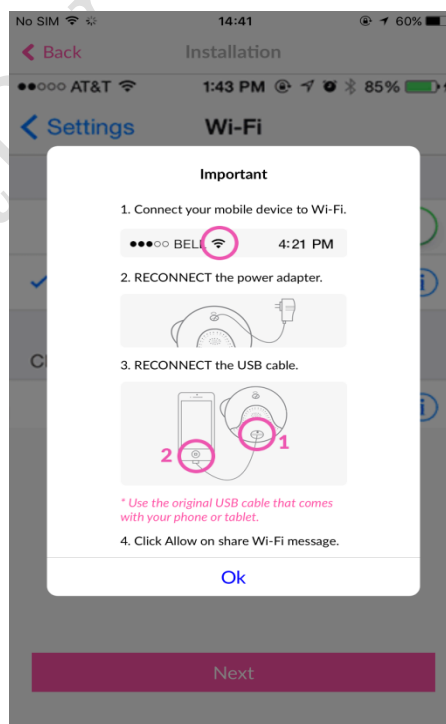 No SIM 14:41 60%
Back Installation
AT&T 1:43 PM 85%
Settings Wi-Fi
Important
1. Connect your mobile device to Wi-Fi.
BELL 4:21 PM
2. RECONNECT the power adapter.
3. RECONNECT the USB cable.
1
2
* Use the original USB cable that comes
with your phone or tablet.
4. Click Allow on share Wi-Fi message.
Ok
Next